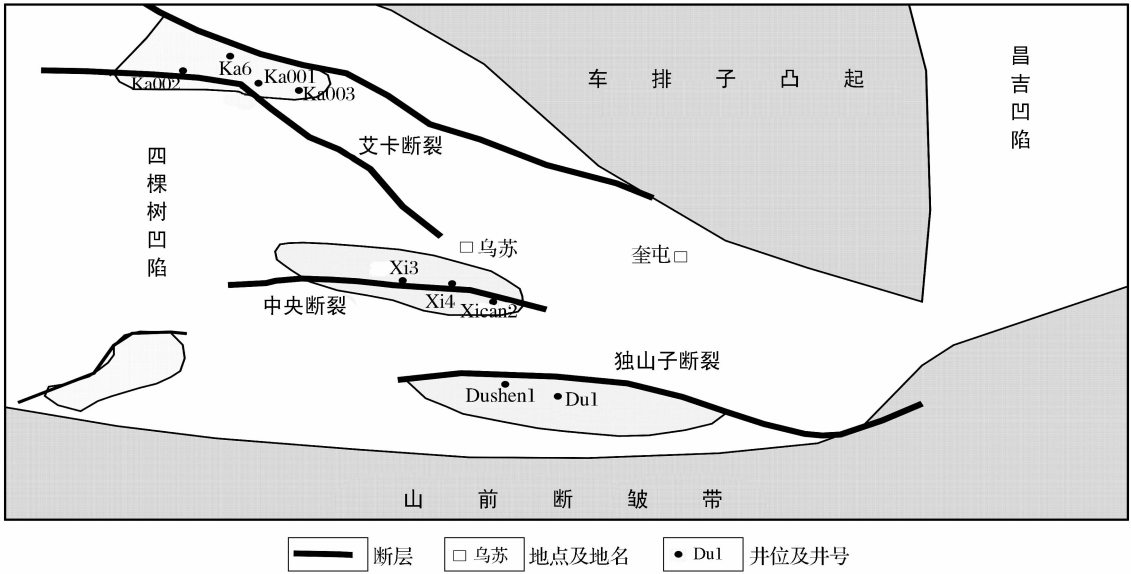 Ka6
Ka001
Ka002
Ka003
车排子凸起
昌吉凹陷
艾卡断裂
四棵树凹陷
乌苏
奎屯
Xi3
Xi4
Xican2
中央断裂
独山子断裂
Dushen1
Du1
山前断皱带
断层
乌苏
地点及地名
Du1
井位及井号